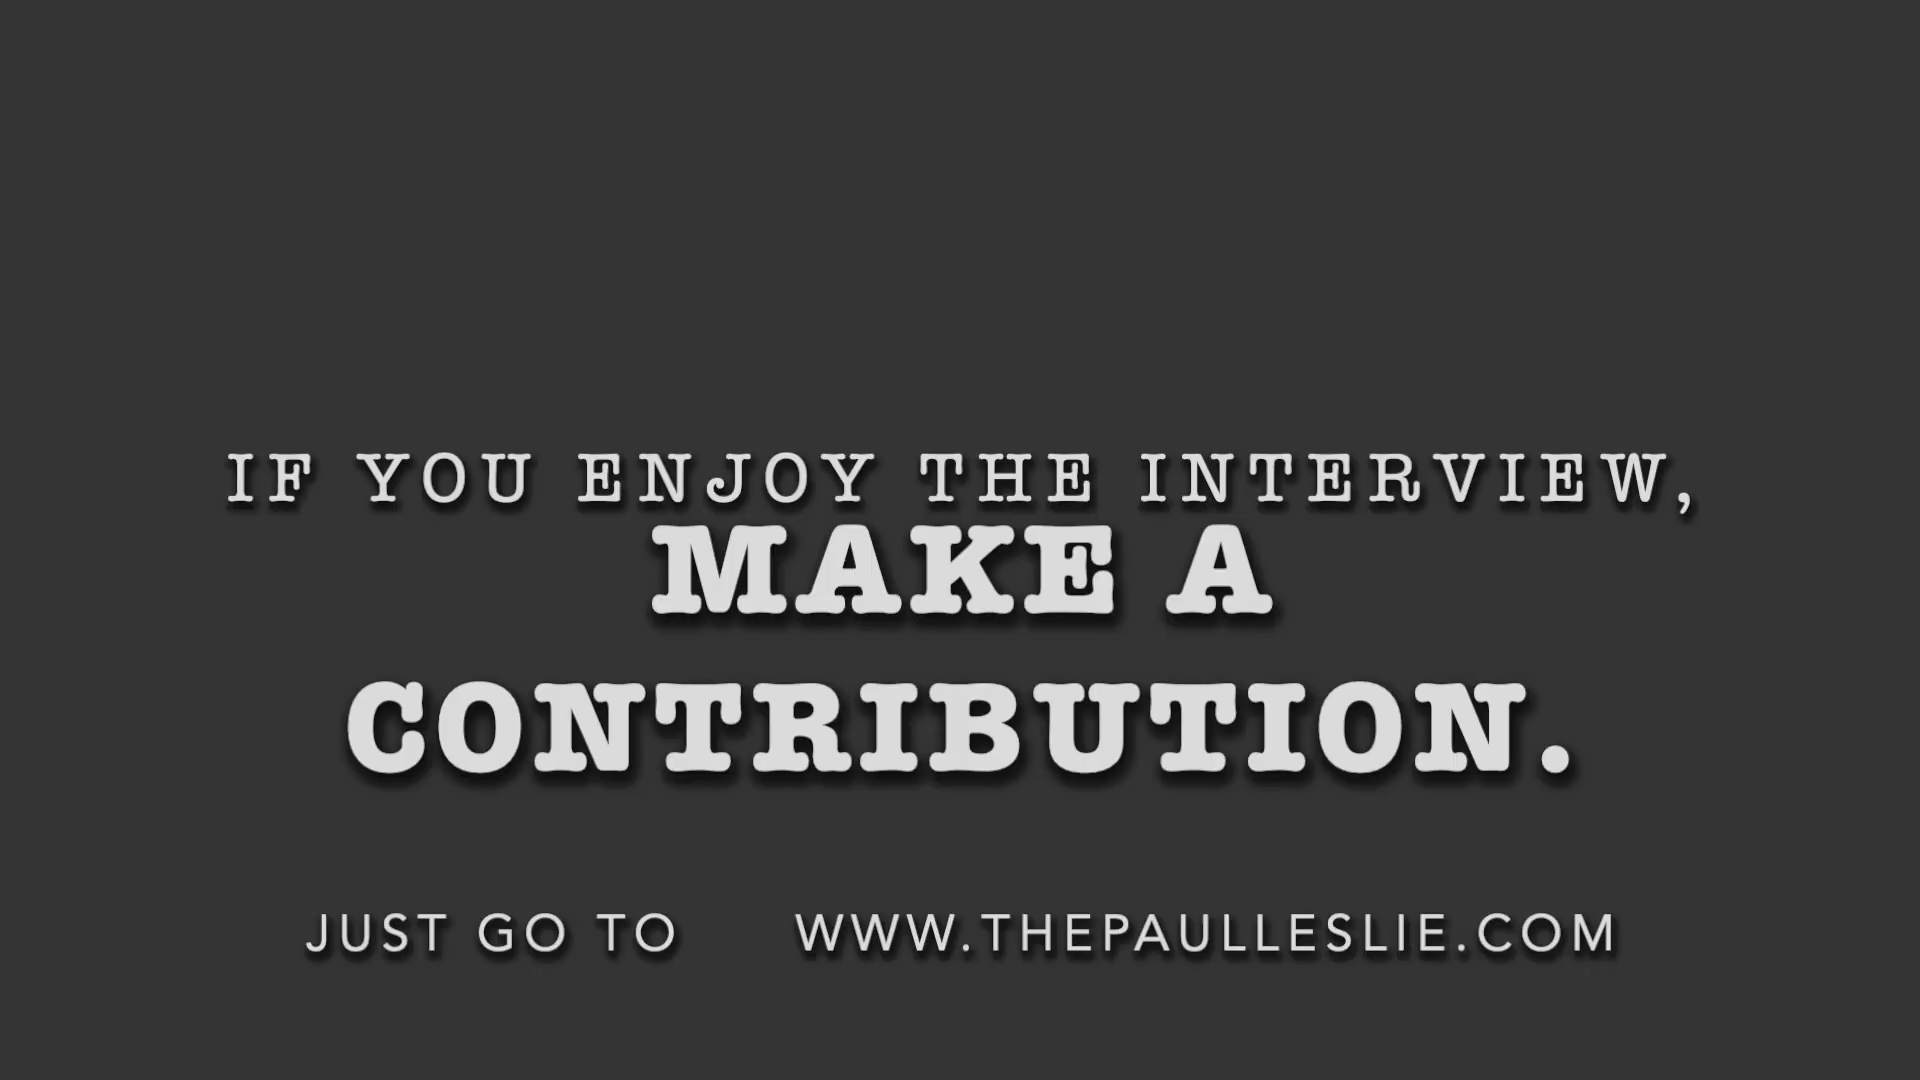 IF YOU ENJOY THE INTERVIEW,
MAKE A
CONTRIBUTION.
JUST GO TO WWW.THEPAULLESLIE.COM